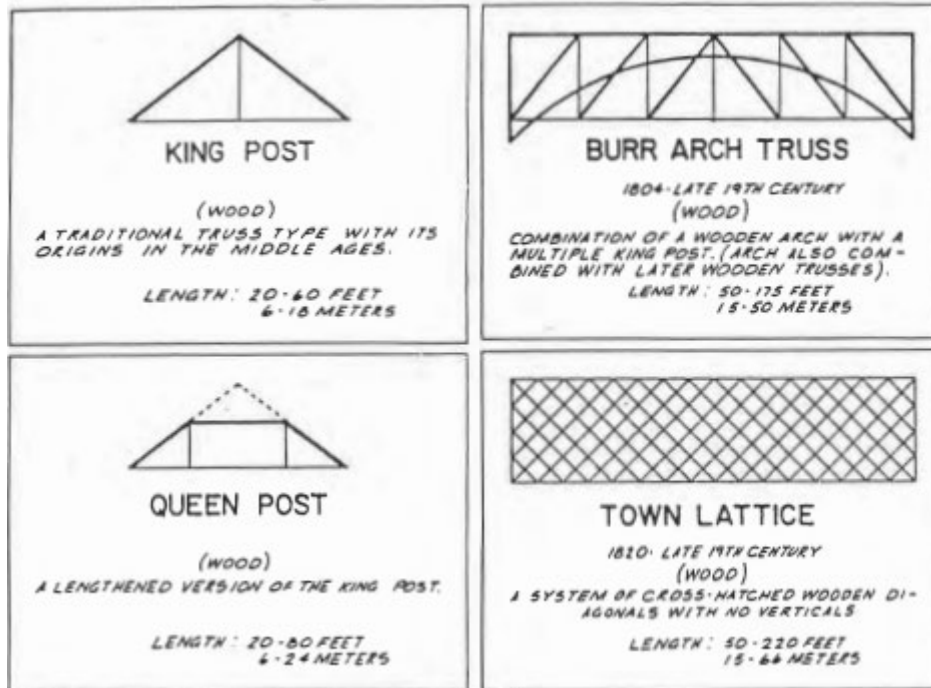 KING POST
(WOOD)
A TRADITIONAL TRUSS TYPE WITH ITS
ORIGINS IN THE MIDDLE AGES.
LENGTH: 20-60 FEET
6-18 METERS
BURR ARCH TRUSS
1804-LATE 19TH CENTURY
(WOOD)
COMBINATION OF A WOODEN ARCH WITH A
MULTIPLE KING POST. (ARCH ALSO COM-
BINED WITH LATER WOODEN TRUSSES).
LENGTH: 50-175 FEET
15-50 METERS
QUEEN POST
(WOOD)
A LENGTHENED VERSION OF THE KING POST.
LENGTH: 20-80 FEET
6-24 METERS
TOWN LATTICE
1820-LATE 19TH CENTURY
(WOOD)
A SYSTEM OF CROSS-HATCHED WOODEN DI-
AGONALS WITH NO VERTICALS
LENGTH: 50-220 FEET
15-66 METERS